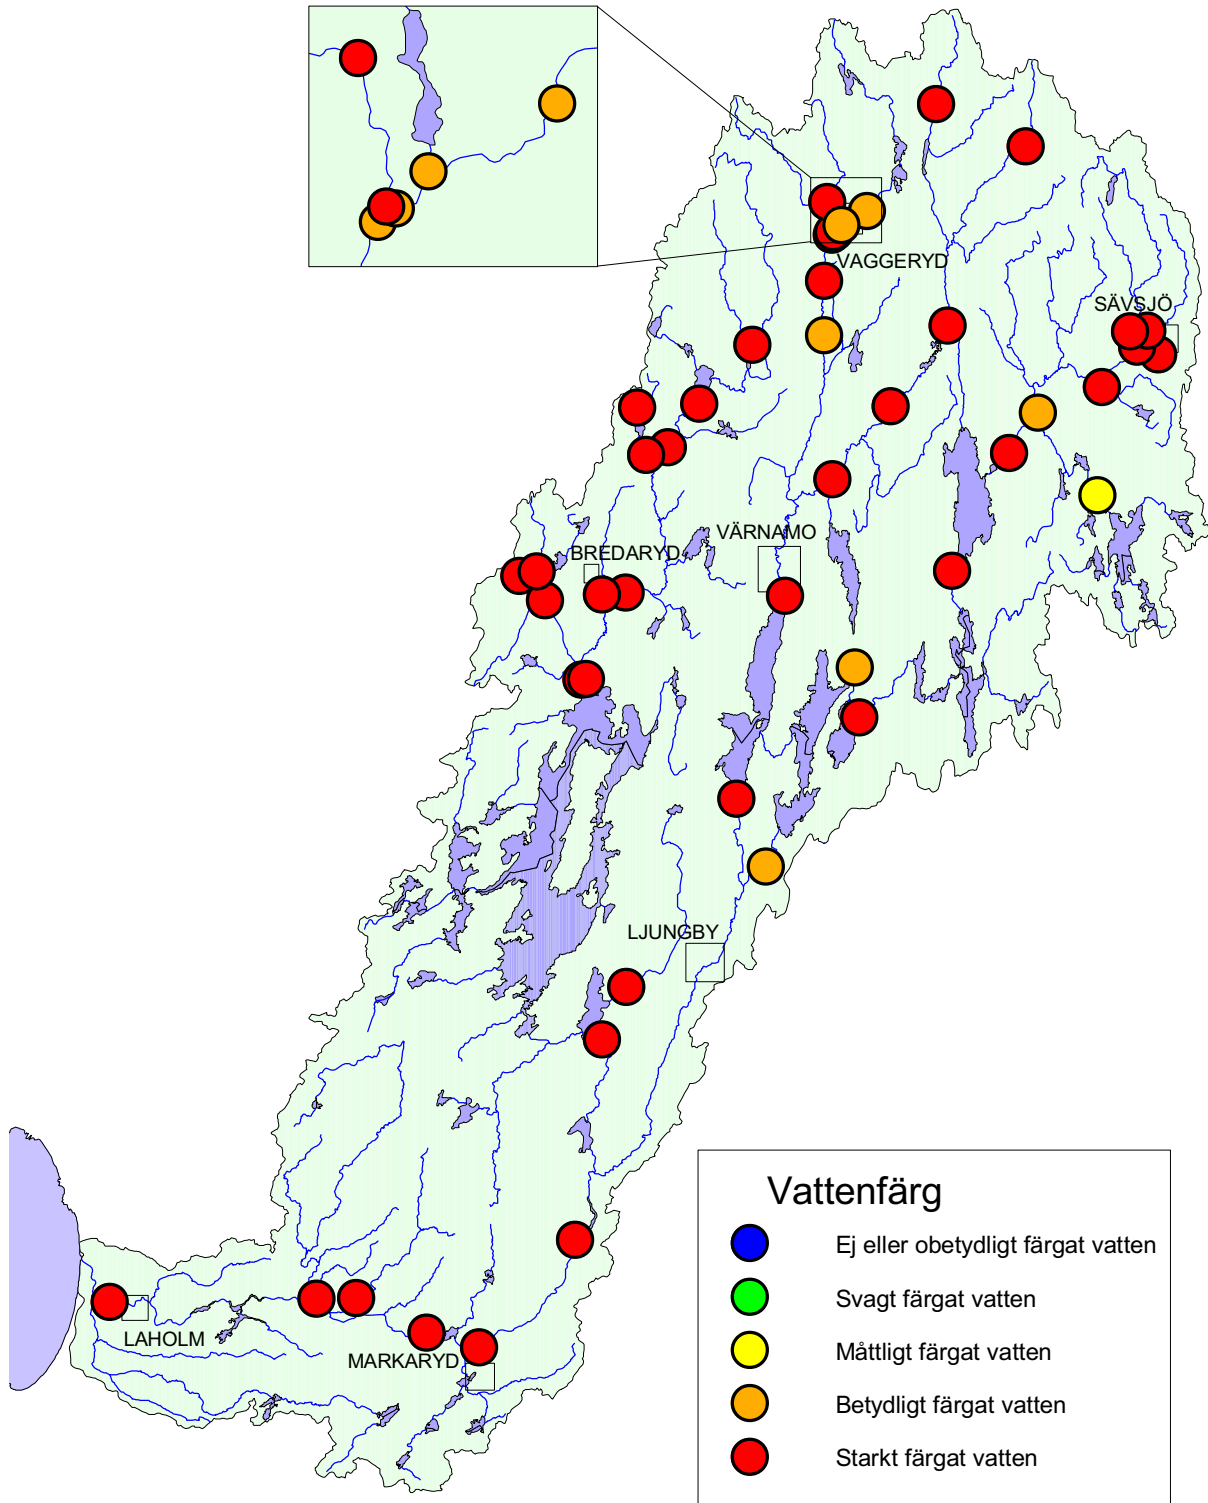 VAGGERYD
SÄVSJÖ
VÄRNAMO
BREDARYD
LJUNGBY
LAHOLM
MARKARYD
Vattenfärg
Ej eller obetydligt färgat vatten
Svagt färgat vatten
Måttligt färgat vatten
Betydligt färgat vatten
Starkt färgat vatten